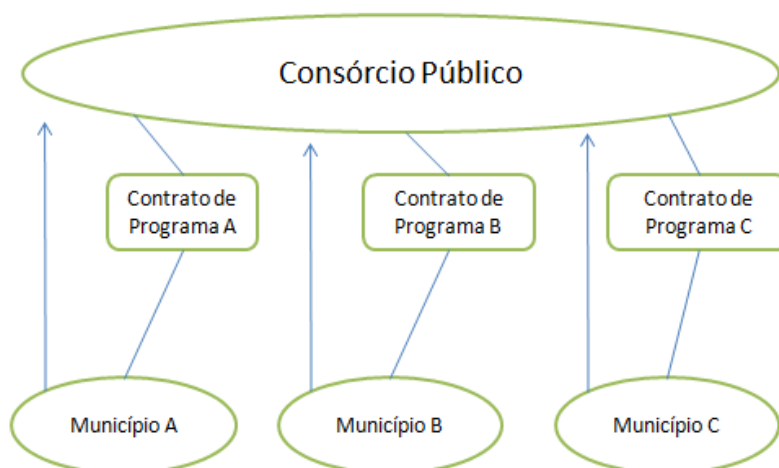 Consórcio Público
Contrato de
Programa A
Contrato de
Programa B
Contrato de
Programa C
Município A
Município B
Município C